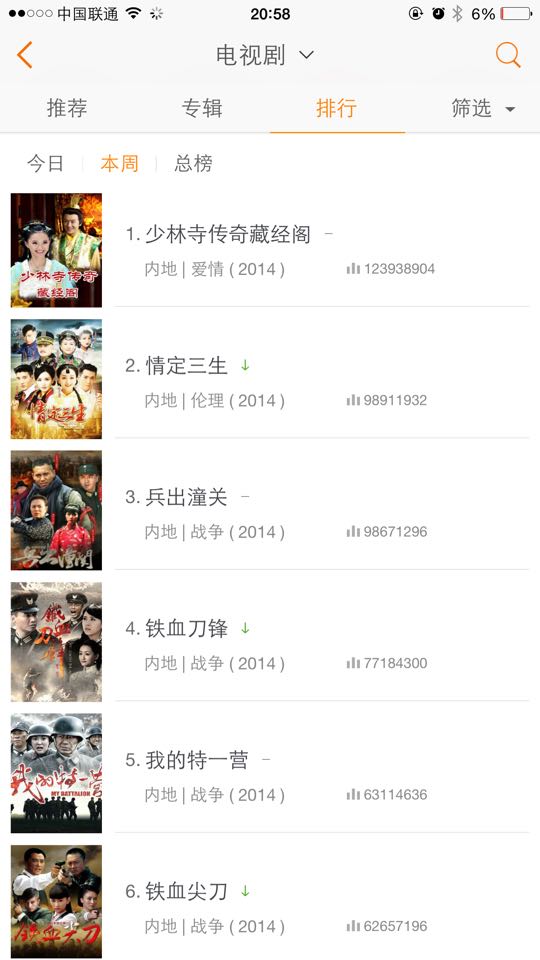 中国联通 20:58 6%
电视剧
推荐 专辑 排行 筛选
今日 本周 总榜
少林寺传奇
藏经阁
1. 少林寺传奇藏经阁 –
内地 | 爱情 ( 2014 ) 123938904
情定三生
2. 情定三生 ↓
内地 | 伦理 ( 2014 ) 98911932
兵出潼關
3. 兵出潼关 –
内地 | 战争 ( 2014 ) 98671296
鐵血
刀锋
4. 铁血刀锋 ↓
内地 | 战争 ( 2014 ) 77184300
我的特一营
MY BATTALION
5. 我的特一营 –
内地 | 战争 ( 2014 ) 63114636
铁血尖刀
6. 铁血尖刀 ↓
内地 | 战争 ( 2014 ) 62657196